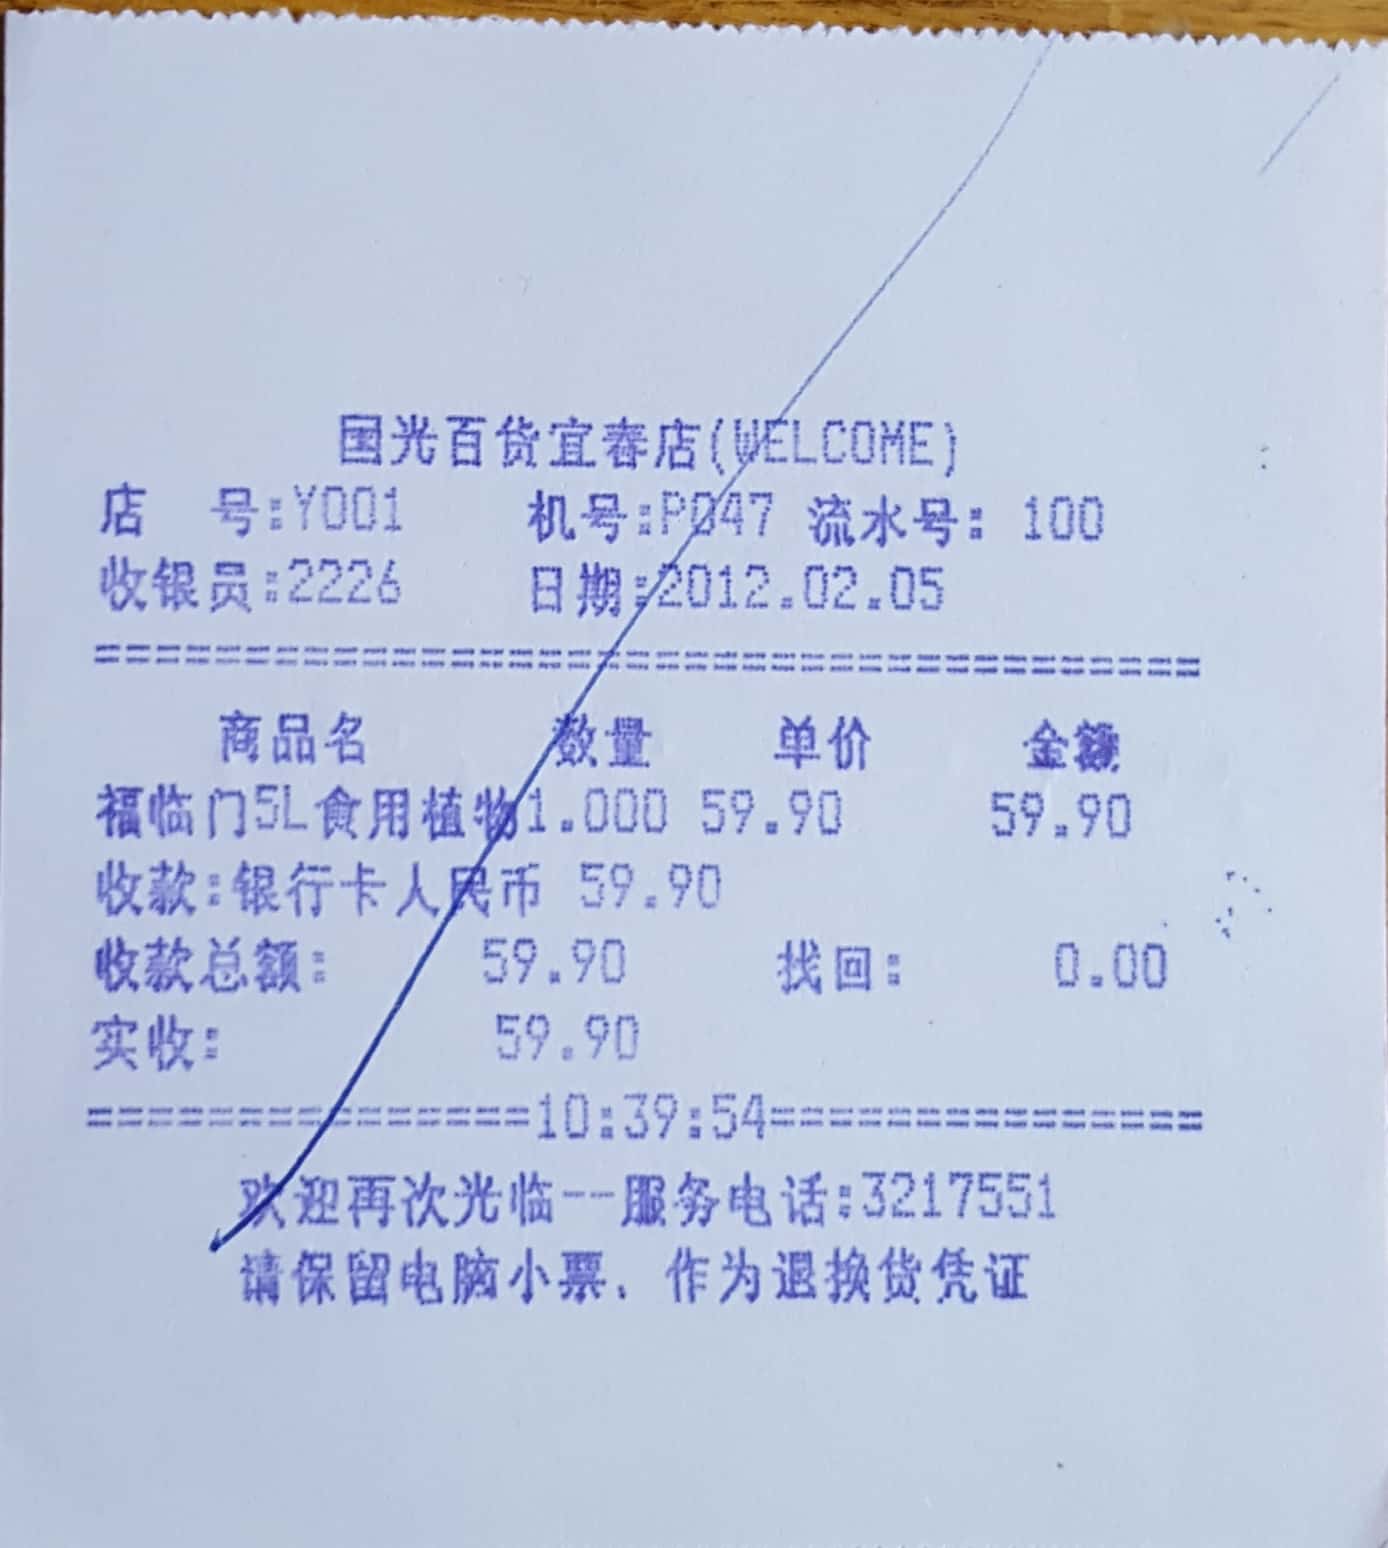 国光百货宜春店(WELCOME)
店 号:Y001 机号:P047 流水号: 100
收银员:2226 日期:2012.02.05
======================================
商品名 数量 单价 金额
福临门5L食用植物1.000 59.90 59.90
收款:银行卡人民币 59.90
收款总额: 59.90 找回: 0.00
实收: 59.90
===============10:39:54===============
欢迎再次光临--服务电话:3217551
请保留电脑小票、作为退换货凭证